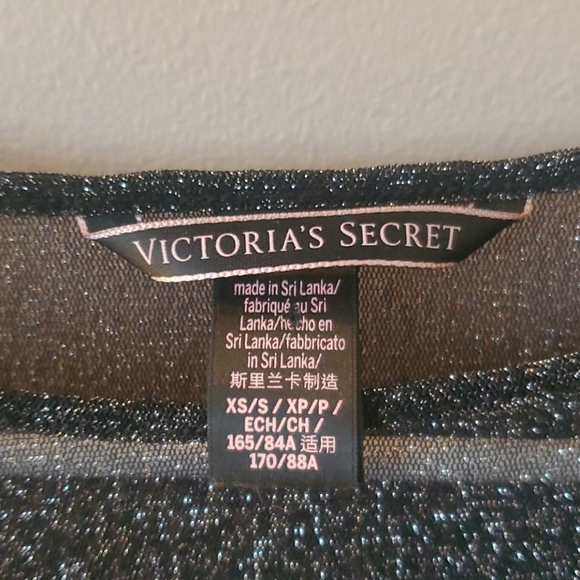 VICTORIA'S SECRET
made in Sri Lanka/
fabriqué au Sri
Lanka/hecho en
Sri Lanka/fabbricato
in Sri Lanka/
斯里兰卡制造
XS/S / XP/P /
ECH/CH /
165/84A 适用
170/88A